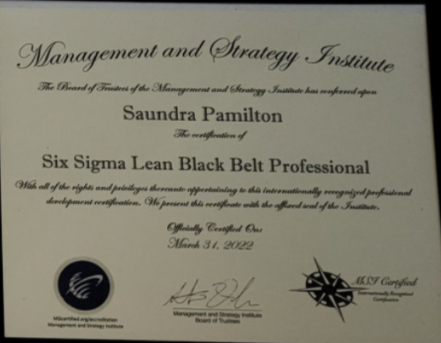 Management and Strategy Institute
The Board of Trustees of the Management and Strategy Institute has conferred upon
Saundra Pamilton
The certification of
Six Sigma Lean Black Belt Professional
With all of the rights and privileges thereunto appertaining to this internationally recognized professional
development certification. We present this certificate with the affixed seal of the Institute.
Officially Certified On:
March 31, 2022
MSIcertified.org/accreditation
Management and Strategy Institute
Management and Strategy Institute
Board of Trustees
MSI Certified
Internationally Recognized
Certification